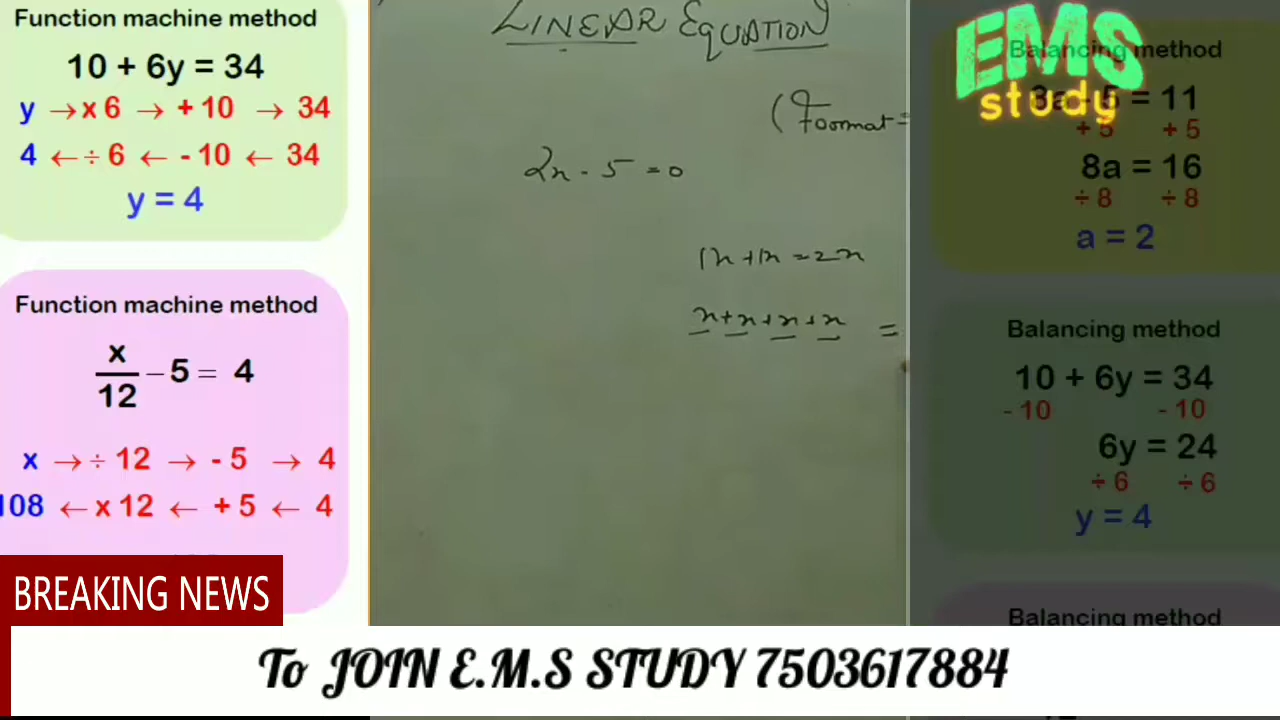 Function machine method
10 + 6y = 34
y → x 6 → + 10 → 34
4 ← ÷ 6 ← - 10 ← 34
y = 4
Function machine method
x
12
– 5 = 4
x → ÷ 12 → - 5 → 4
108 ← x 12 ← + 5 ← 4
LINEAR EQUATION
(Format =
2x - 5 = 0
1x + 1x = 2x
x + x + x + x =
EMS
study
Balancing method
= 11
+ 5 + 5
8a = 16
÷ 8 ÷ 8
a = 2
Balancing method
10 + 6y = 34
- 10 - 10
6y = 24
÷ 6 ÷ 6
y = 4
Balancing method
BREAKING NEWS
To JOIN E.M.S STUDY 7503617884